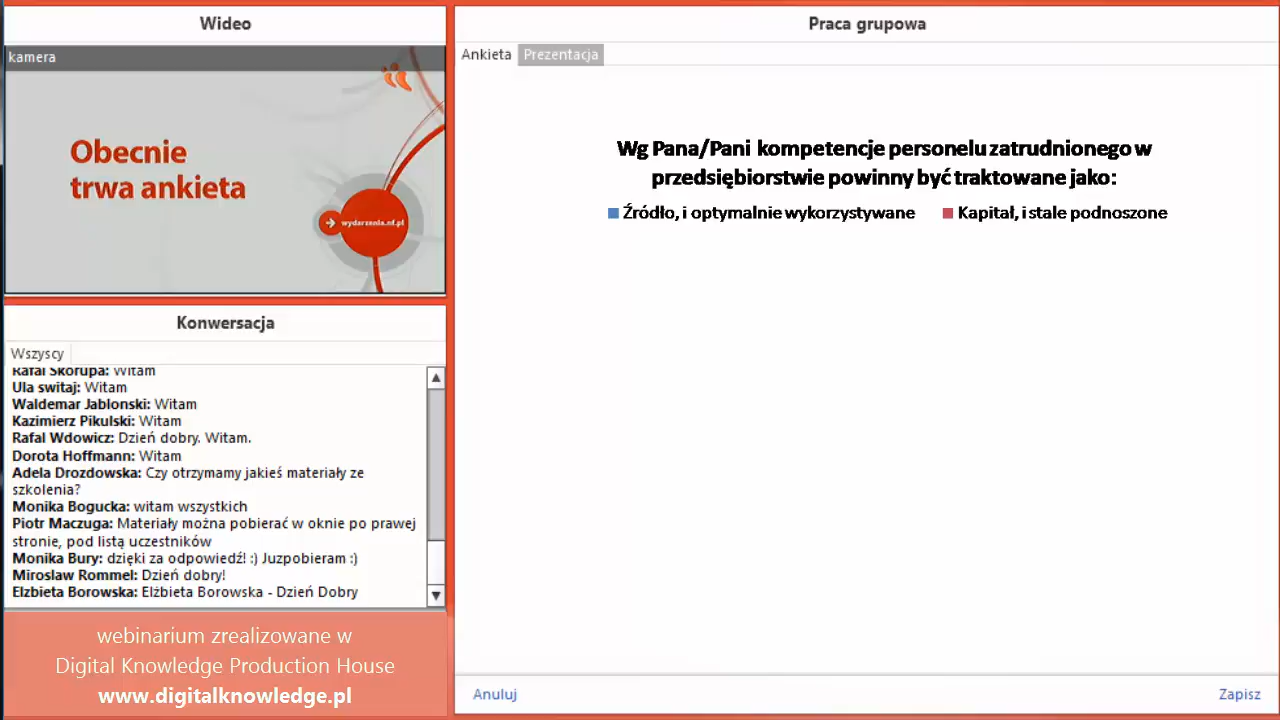 Wideo
kamera
Obecnie
trwa ankieta
wydarzenia.nf.pl
Konwersacja
Wszyscy
Rafal Skorupa: Witam
Ula switaj: Witam
Waldemar Jablonski: Witam
Kazimierz Pikulski: Witam
Rafal Wdowicz: Dzień dobry. Witam.
Dorota Hoffmann: Witam
Adela Drozdowska: Czy otrzymamy jakieś materiały ze
szkolenia?
Monika Bogucka: witam wszystkich
Piotr Maczuga: Materiały można pobierać w oknie po prawej
stronie, pod listą uczestników
Monika Bury: dzięki za odpowiedź! :) Juzpobieram :)
Miroslaw Rommel: Dzień dobry!
Elzbieta Borowska: Elżbieta Borowska - Dzień Dobry
webinarium zrealizowane w
Digital Knowledge Production House
www.digitalknowledge.pl
Praca grupowa
Ankieta Prezentacja
Wg Pana/Pani kompetencje personelu zatrudnionego w
przedsiębiorstwie powinny być traktowane jako:
Źródło, i optymalnie wykorzystywane Kapitał, i stale podnoszone
Anuluj Zapisz